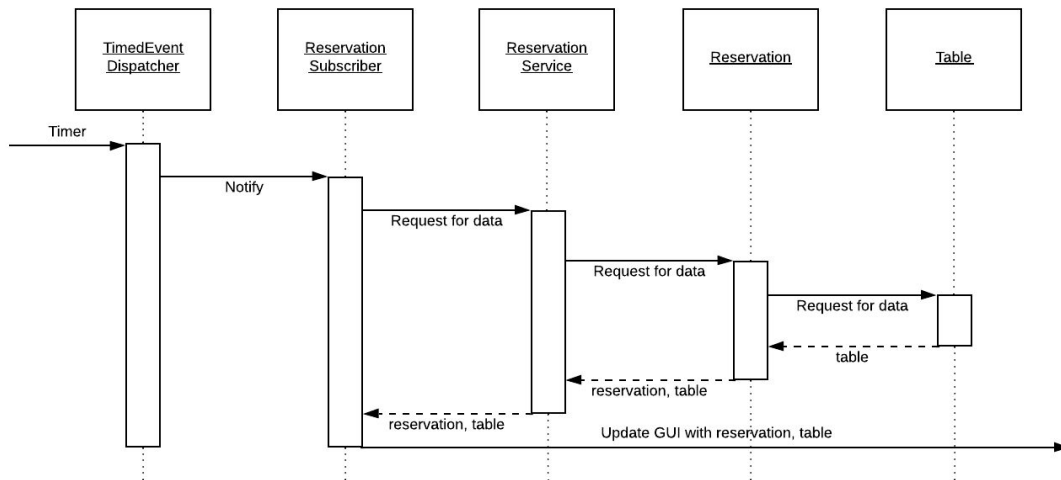 TimedEvent
Dispatcher
Reservation
Subscriber
Reservation
Service
Reservation
Table
Timer
Notify
Request for data
Request for data
Request for data
table
reservation, table
reservation, table
Update GUI with reservation, table